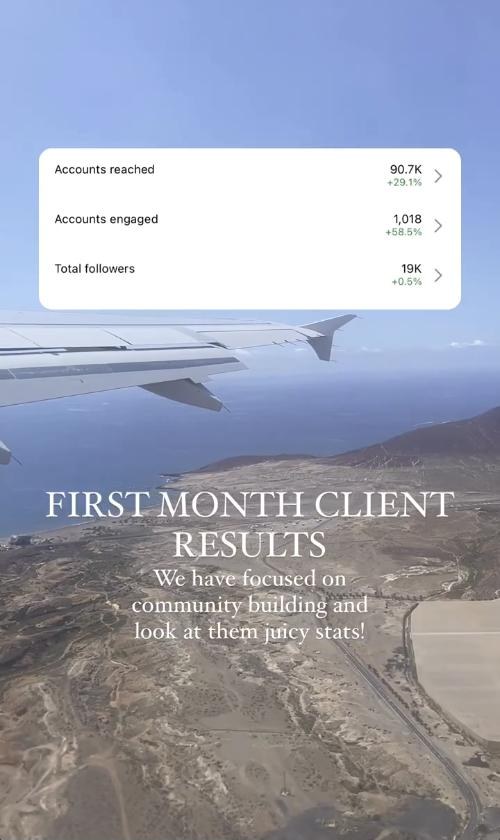 Accounts reached 90.7K
+29.1%
Accounts engaged 1,018
+58.5%
Total followers 19K
+0.5%
FIRST MONTH CLIENT
RESULTS
We have focused on
community building and
look at them juicy stats!